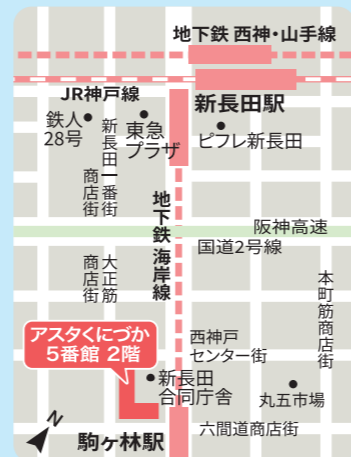 地下鉄 西神・山手線
JR神戸線
新長田駅
鉄人
28号
新長田一番街
商店街
東急
プラザ
ピフレ新長田
地下鉄 海岸線
阪神高速
国道2号線
大正筋
商店街
本町筋商店街
アスタくにづか
5番館 2階
西神戸
センター街
新長田
合同庁舎
丸五市場
六間道商店街
駒ヶ林駅
N